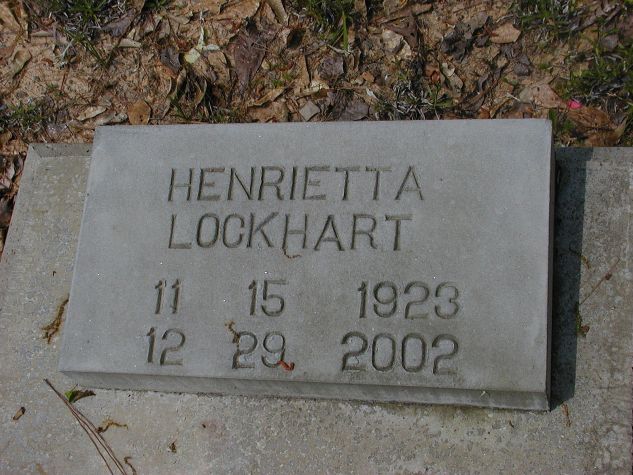 HENRIETTA
LOCKHART
11 15 1923
12 29 2002